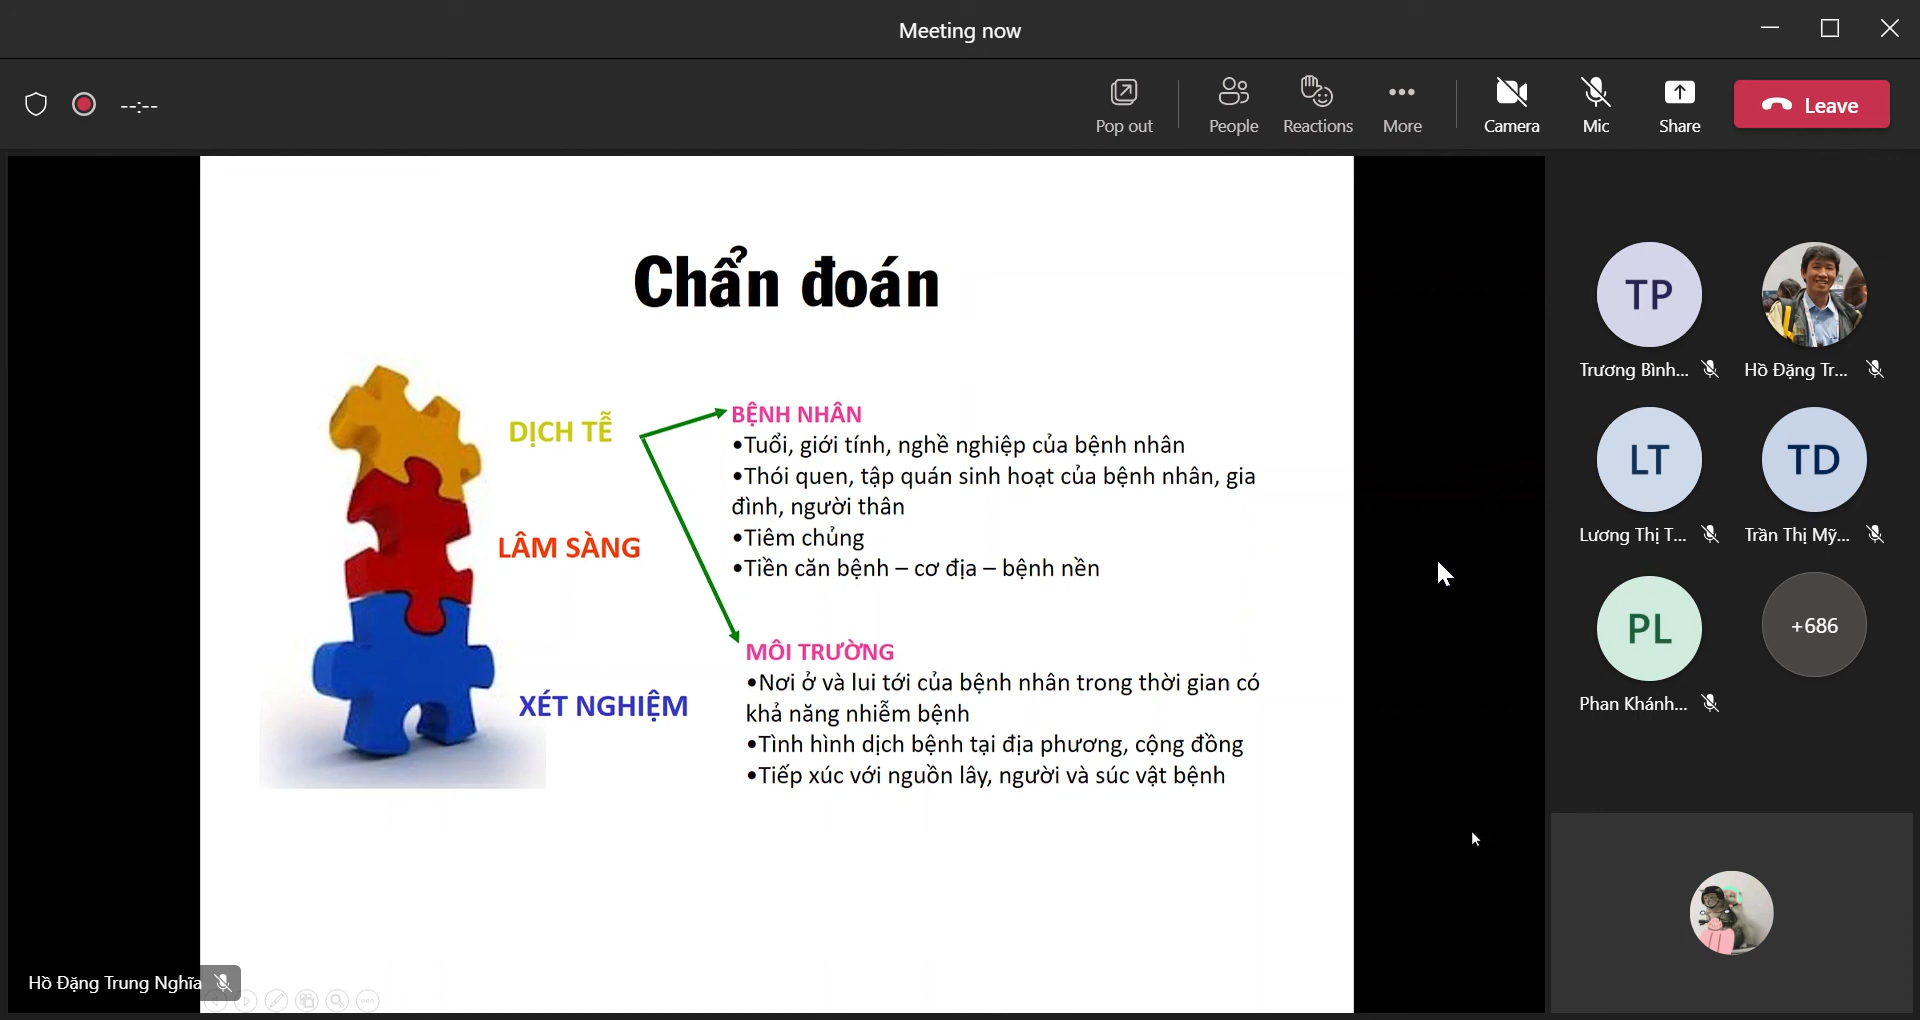 Meeting now
--:--
Pop out
People
Reactions
More
Camera
Mic
Share
Leave
Chẩn đoán
DỊCH TỄ
LÂM SÀNG
XÉT NGHIỆM
BỆNH NHÂN
•Tuổi, giới tính, nghề nghiệp của bệnh nhân
•Thói quen, tập quán sinh hoạt của bệnh nhân, gia
đình, người thân
•Tiêm chủng
•Tiền căn bệnh – cơ địa – bệnh nền
MÔI TRƯỜNG
•Nơi ở và lui tới của bệnh nhân trong thời gian có
khả năng nhiễm bệnh
•Tình hình dịch bệnh tại địa phương, cộng đồng
•Tiếp xúc với nguồn lây, người và súc vật bệnh
TP
Trương Bình...
Hồ Đặng Tr...
LT
Lương Thị T...
TD
Trần Thị Mỹ...
PL
Phan Khánh...
+686
Hồ Đặng Trung Nghĩa